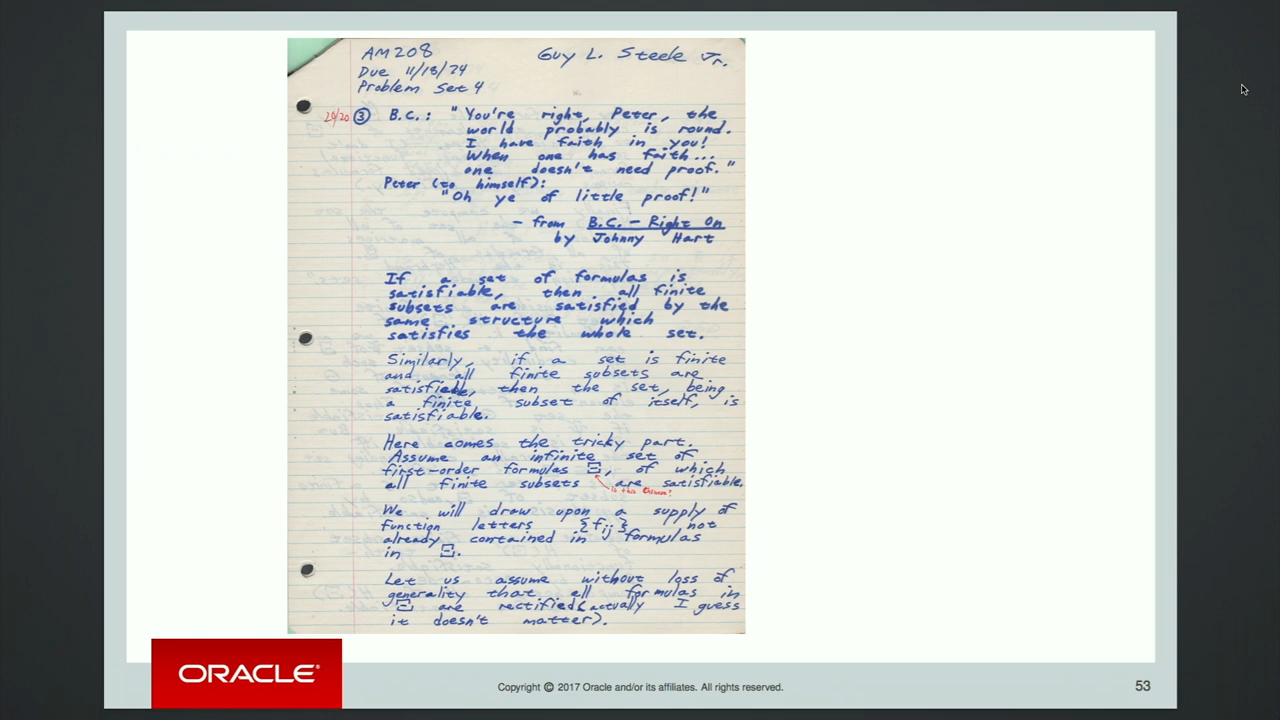 AM208
Guy L. Steele Jr.
Due 11/18/74
Problem Set 4
20/20 ③ B.C.: "You're right, Peter, the
world probably is round.
I have faith in you!
When one has faith...
one doesn't need proof."
Peter (to himself):
"Oh ye of little proof!"
- from B.C. - Right On
by Johnny Hart
If a set of formulas is
satisfiable, then all finite
subsets are satisfied by the
same structure which
satisfies the whole set.
Similarly, if a set is finite
and all finite subsets are
satisfiable, then the set, being
a finite subset of itself, is
satisfiable.
Here comes the tricky part.
Assume an infinite set of
first-order formulas Ξ, of which
all finite subsets are satisfiable.
is this
We will draw upon a supply of
function letters {fij} not
already contained in formulas
in Ξ.
Let us assume without loss of
generality that all formulas in
Ξ are rectified (actually I guess
it doesn't matter).
ORACLE®
Copyright © 2017 Oracle and/or its affiliates. All rights reserved.
53